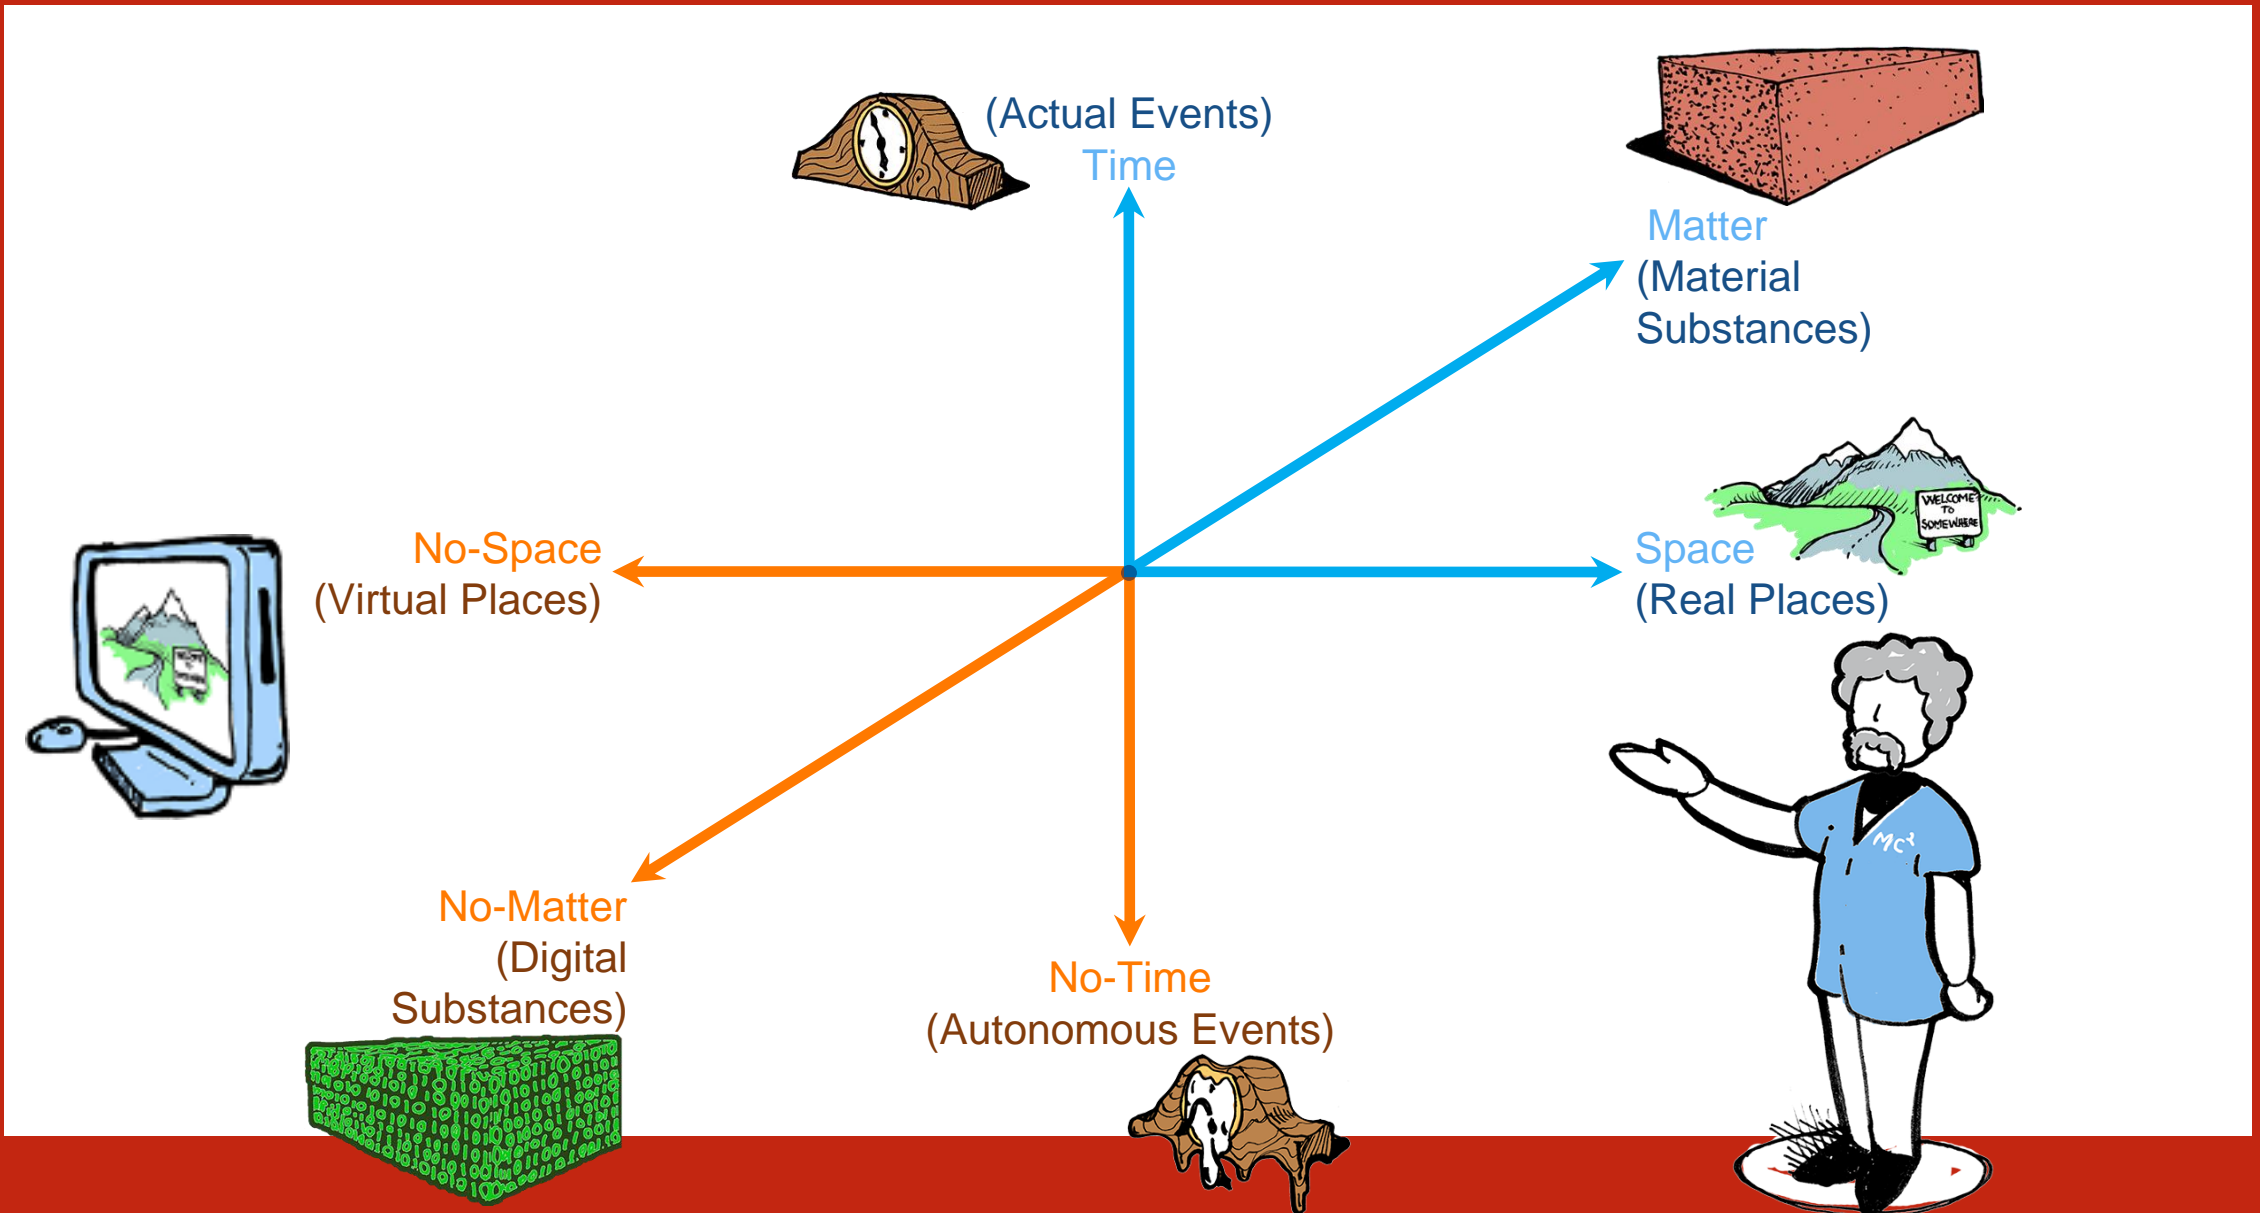 (Actual Events)
Time
Matter
(Material
Substances)
WELCOME
TO
SOMEWHERE
Space
(Real Places)
No-Space
(Virtual Places)
MC²
No-Matter
(Digital
Substances)
No-Time
(Autonomous Events)